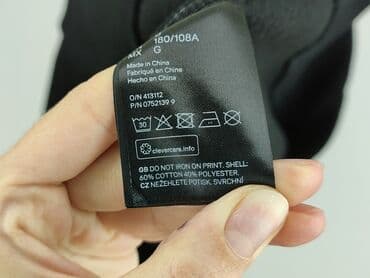 180/108A
MX G
Made in China
Fabriqué en Chine
Hecho en China
O/N 413112
P/N 0752139 9
30
clevercare.info
GB DO NOT IRON ON PRINT. SHELL:
60% COTTON 40% POLYESTER.
CZ NEŽEHLETE POTISK. SVRCHNÍ